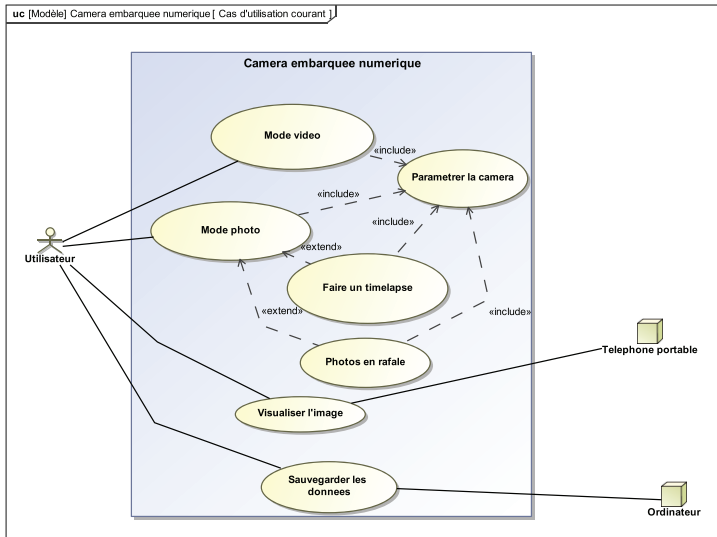 uc [Modèle] Camera embarquee numerique [ Cas d'utilisation courant ]
Camera embarquee numerique
Mode video
«include»
Parametrer la camera
«include»
Mode photo
«include»
«extend»
Utilisateur
Faire un timelapse
«extend»
«include»
Telephone portable
Photos en rafale
Visualiser l'image
Sauvegarder les
donnees
Ordinateur